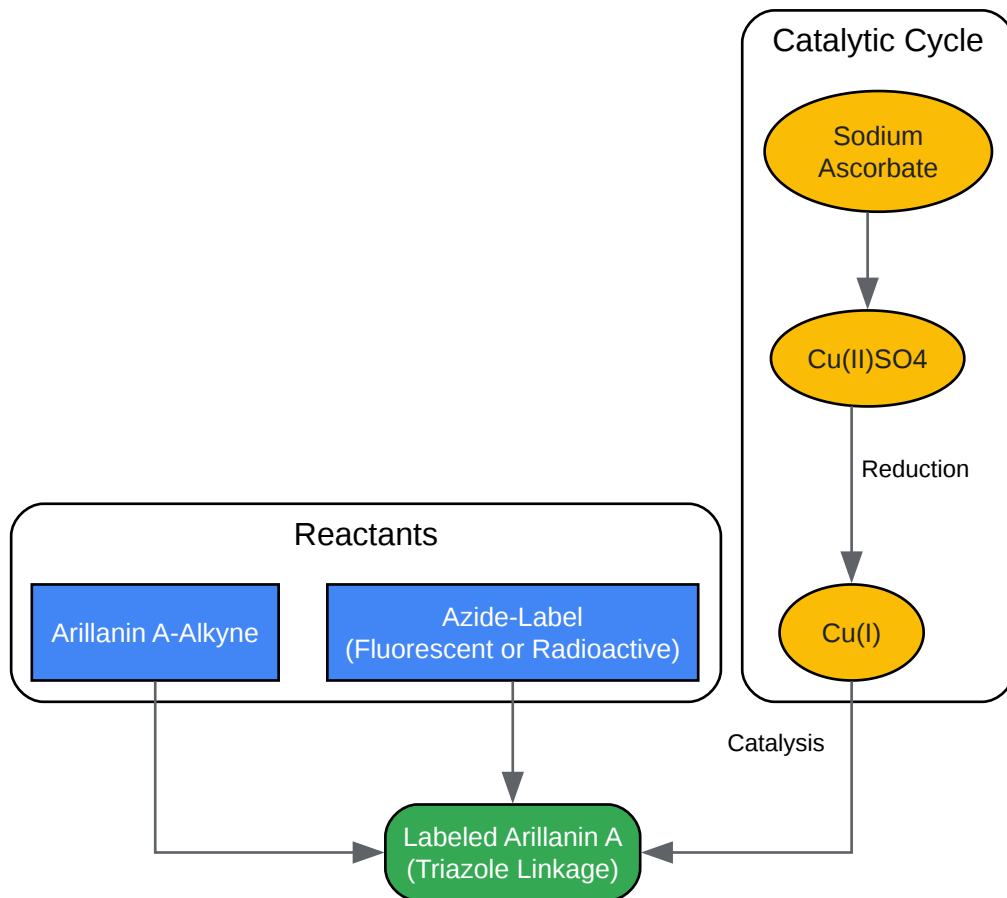 Catalytic Cycle
Sodium
Ascorbate
Cu(II)SO4
Reduction
Reactants
Arillanin A-Alkyne
Azide-Label
(Fluorescent or Radioactive)
Cu(I)
Catalysis
Labeled Arillanin A
(Triazole Linkage)